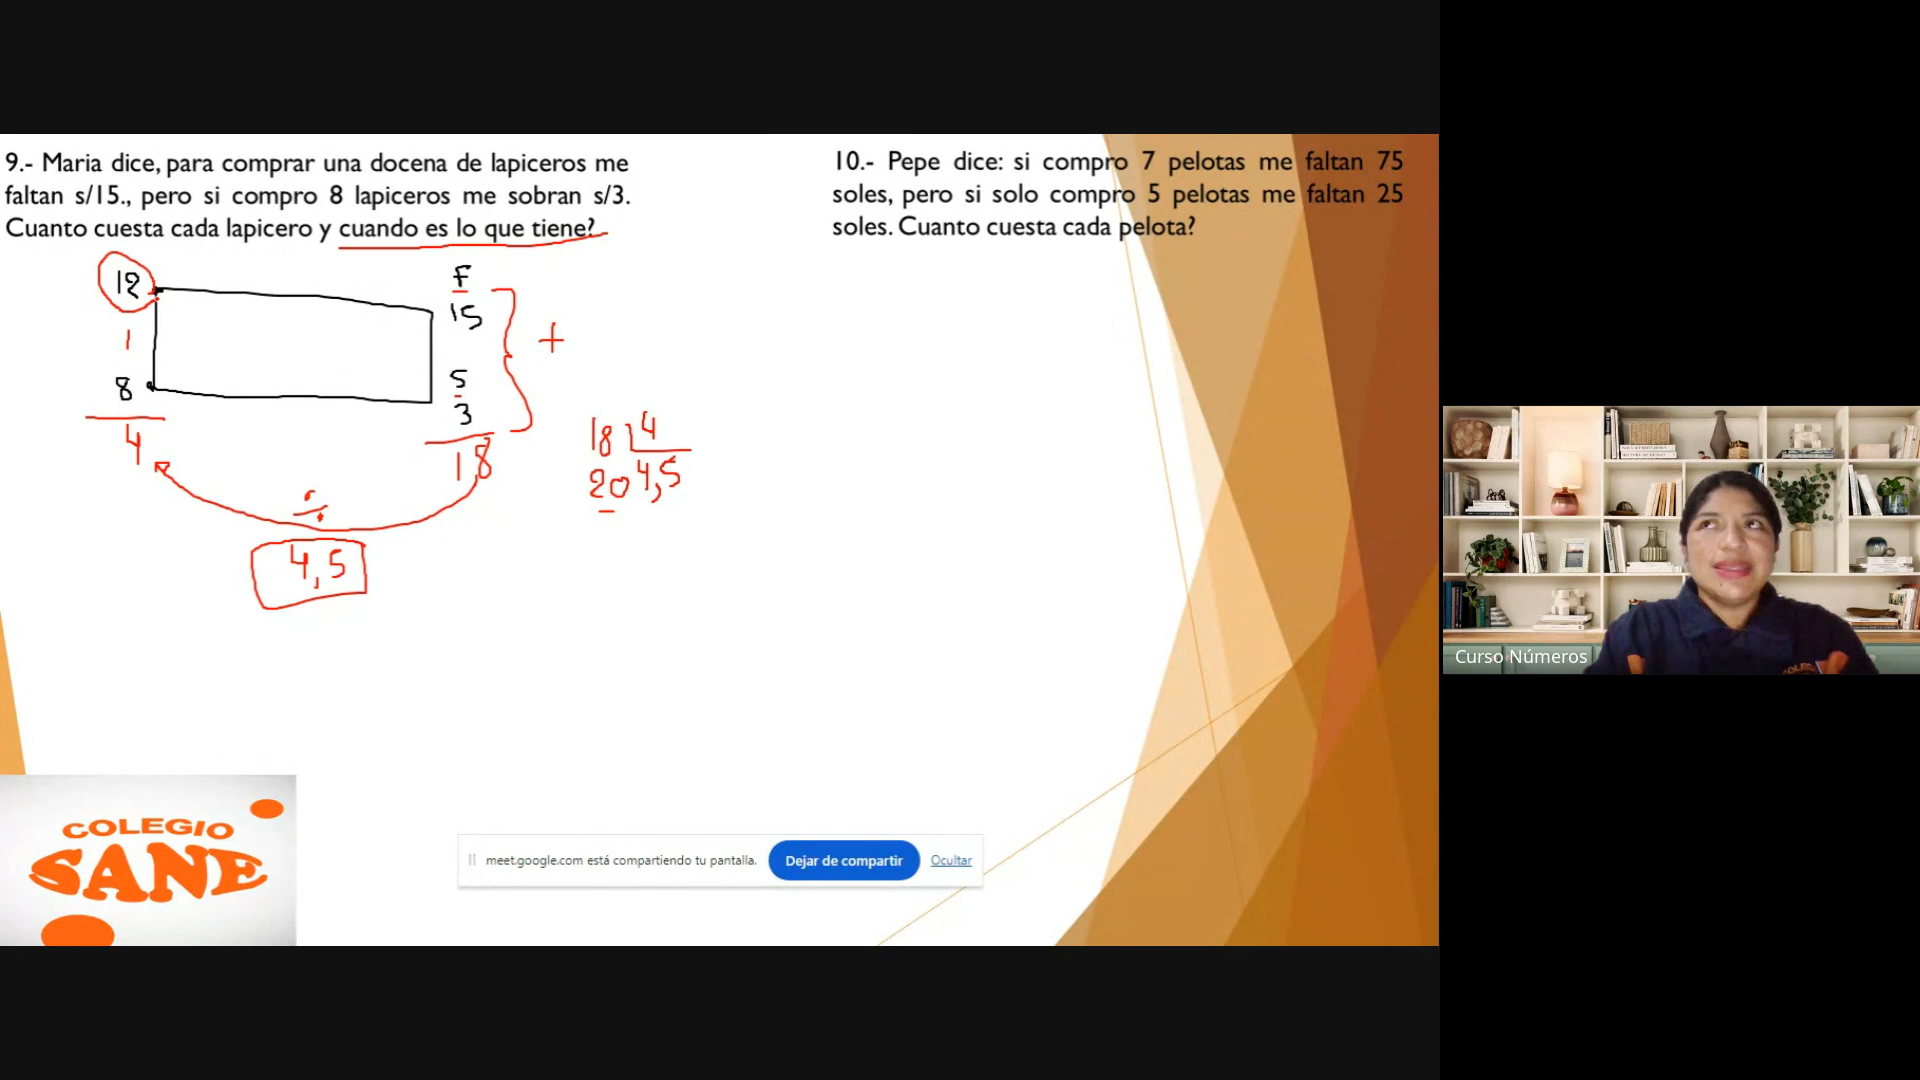 9.- Maria dice, para comprar una docena de lapiceros me
faltan s/15., pero si compro 8 lapiceros me sobran s/3.
Cuanto cuesta cada lapicero y cuando es lo que tiene?
12
F
15
1
+
8
S
3
4
18
18 4
20 4,5
÷
4,5
10.- Pepe dice: si compro 7 pelotas me faltan 75
soles, pero si solo compro 5 pelotas me faltan 25
soles. Cuanto cuesta cada pelota?
COLEGIO
SANE
meet.google.com está compartiendo tu pantalla. Dejar de compartir Ocultar
Curso Números